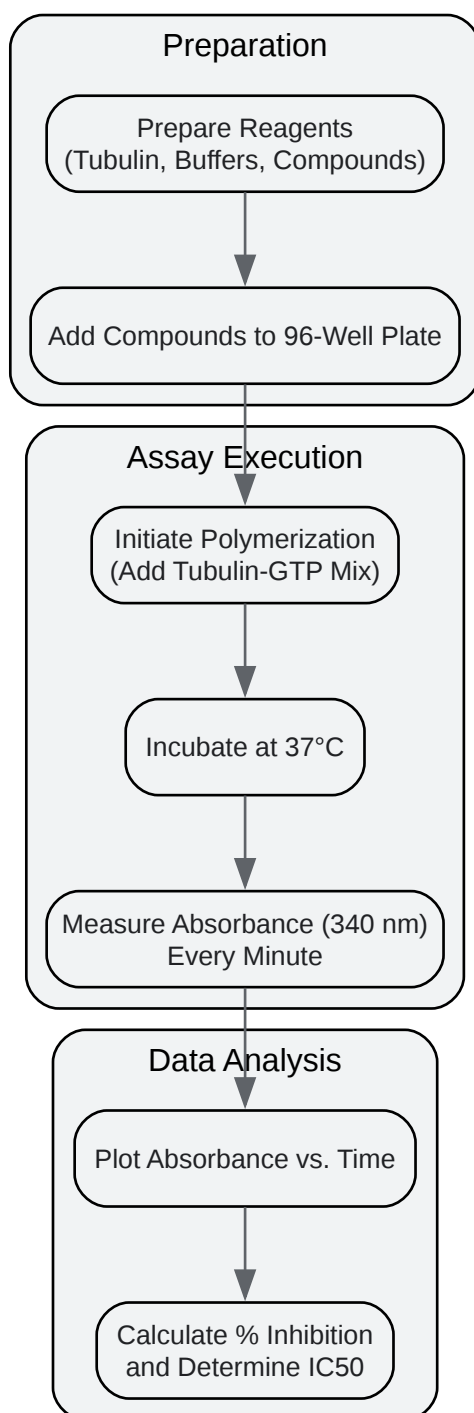 Preparation
Prepare Reagents
(Tubulin, Buffers, Compounds)
Add Compounds to 96-Well Plate
Assay Execution
Initiate Polymerization
(Add Tubulin-GTP Mix)
Incubate at 37°C
Measure Absorbance (340 nm)
Every Minute
Data Analysis
Plot Absorbance vs. Time
Calculate % Inhibition
and Determine IC50